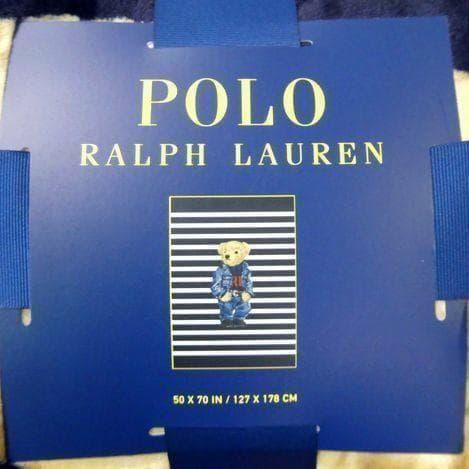 POLO
RALPH LAUREN
50 X 70 IN / 127 X 178 CM